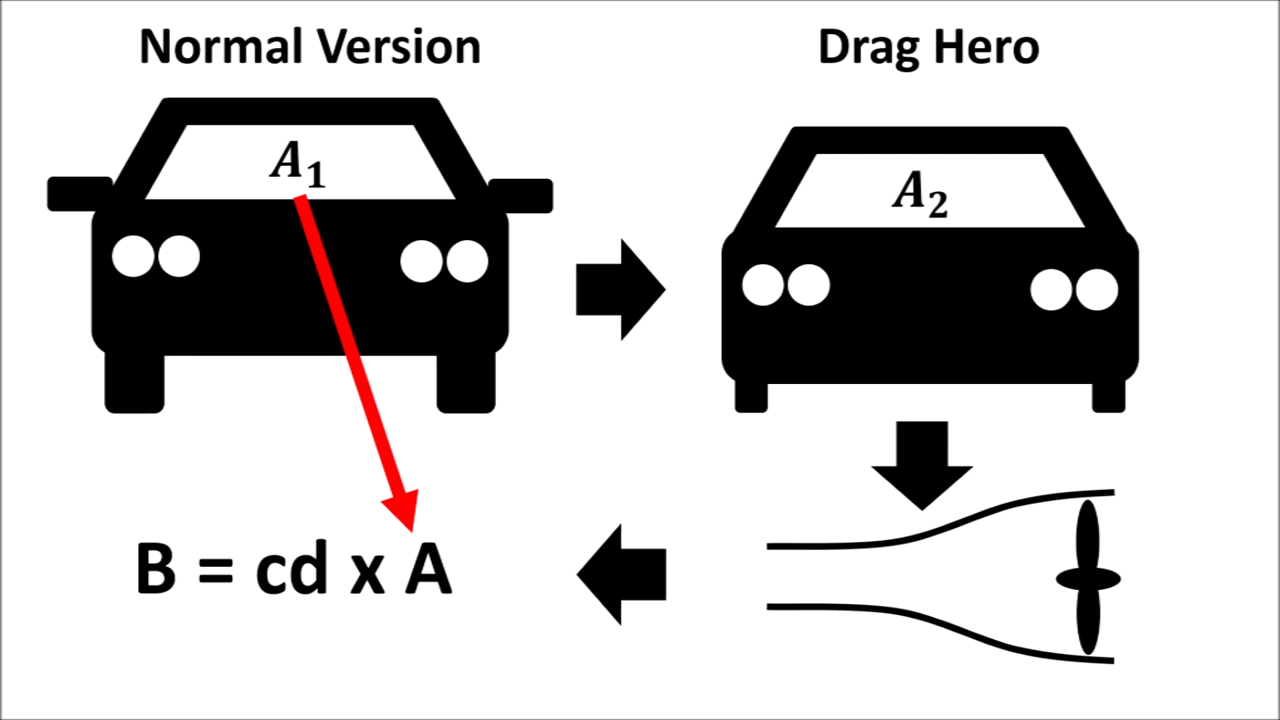 Normal Version
Drag Hero
A₁
A₂
B = cd x A